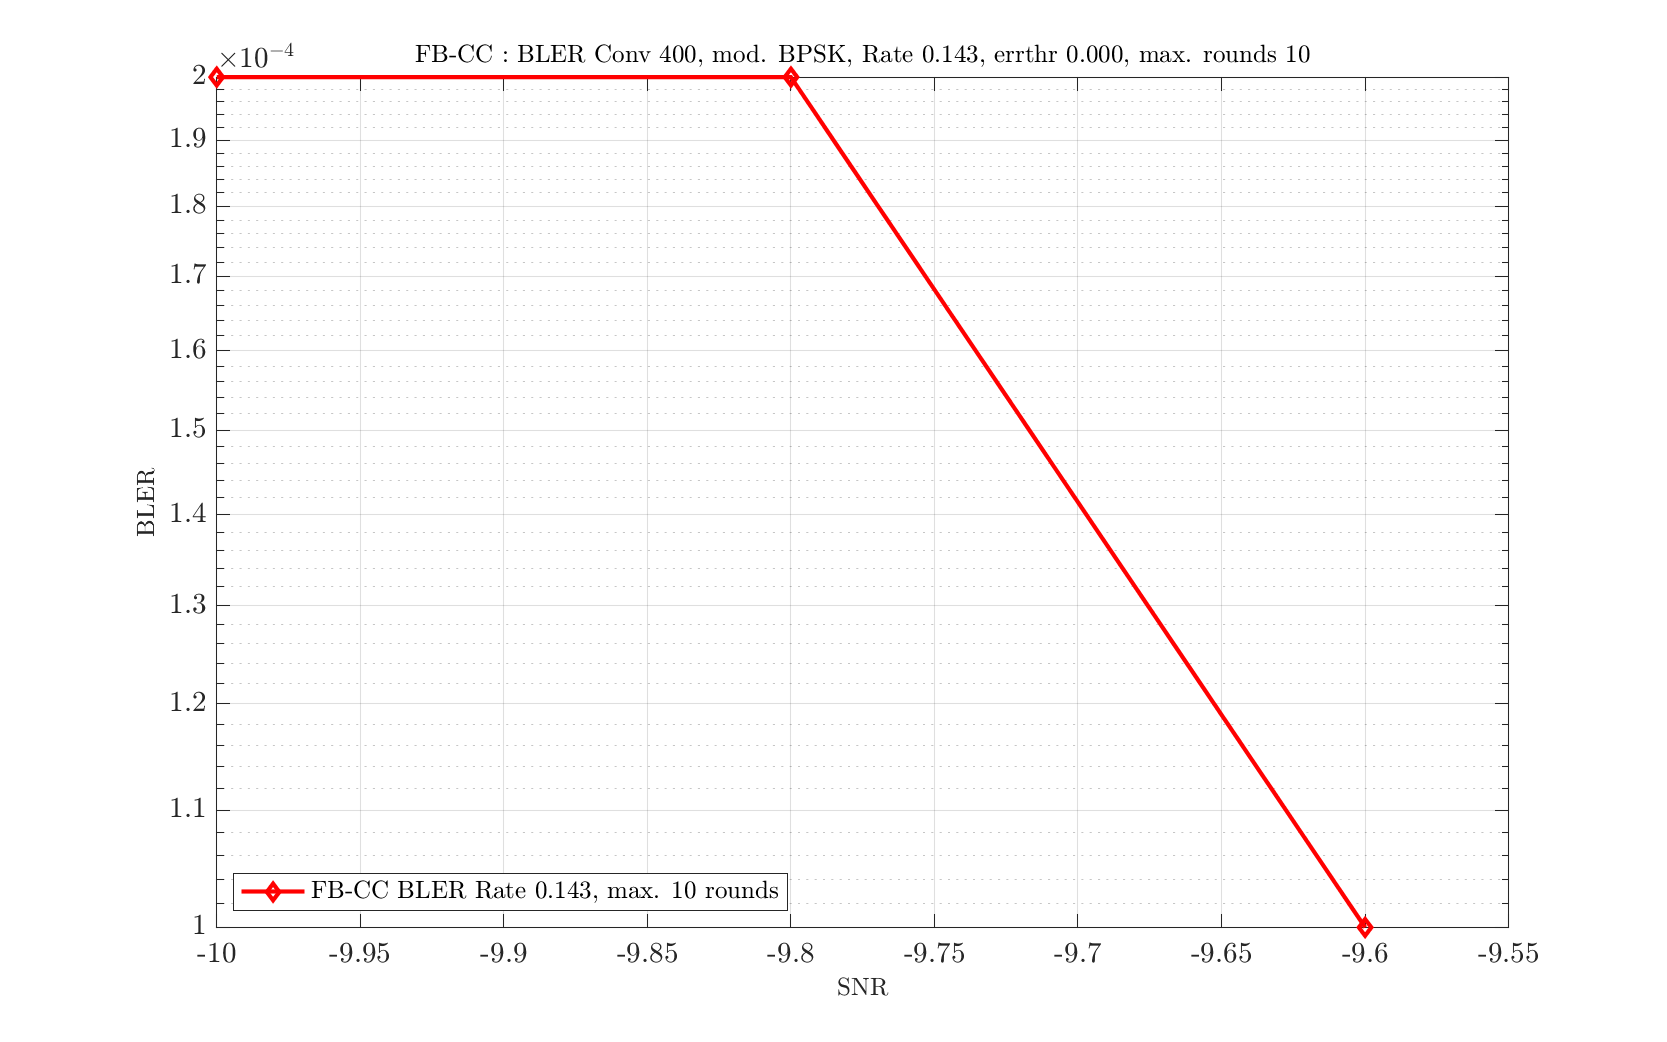 FB-CC : BLER Conv 400, mod. BPSK, Rate 0.143, errthr 0.000, max. rounds 10
×10⁻⁴
2
1.9
1.8
1.7
1.6
1.5
1.4
1.3
1.2
1.1
1
BLER
FB-CC BLER Rate 0.143, max. 10 rounds
-10 -9.95 -9.9 -9.85 -9.8 -9.75 -9.7 -9.65 -9.6 -9.55
SNR